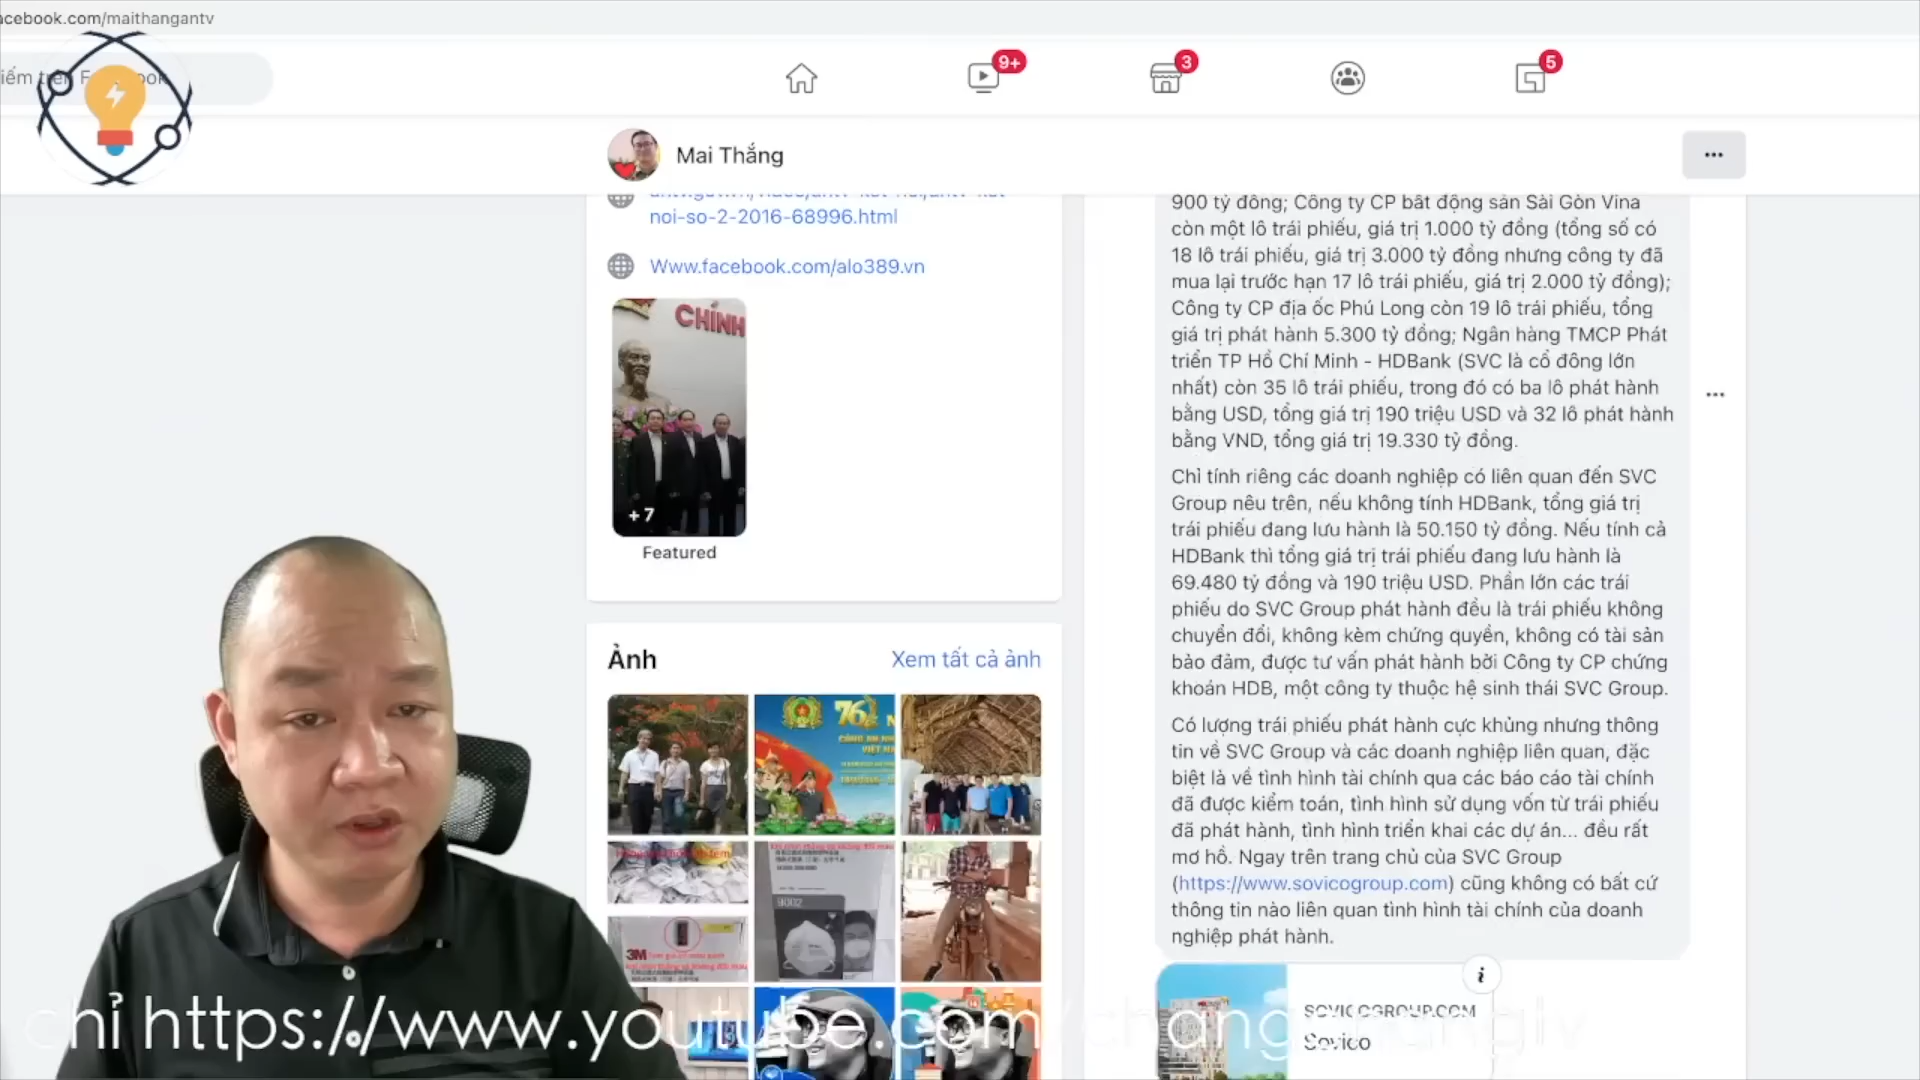 acebook.com/maithangantv
iếm trên Facebook
9+
3
5
Mai Thắng
noi-so-2-2016-68996.html
Www.facebook.com/alo389.vn
CHÍNH
+7
Featured
Ảnh
Xem tất cả ảnh
76
9002
3M
900 tỷ đồng; Công ty CP bất động sản Sài Gòn Vina
còn một lô trái phiếu, giá trị 1.000 tỷ đồng (tổng số có
18 lô trái phiếu, giá trị 3.000 tỷ đồng nhưng công ty đã
mua lại trước hạn 17 lô trái phiếu, giá trị 2.000 tỷ đồng);
Công ty CP địa ốc Phú Long còn 19 lô trái phiếu, tổng
giá trị phát hành 5.300 tỷ đồng; Ngân hàng TMCP Phát
triển TP Hồ Chí Minh - HDBank (SVC là cổ đông lớn
nhất) còn 35 lô trái phiếu, trong đó có ba lô phát hành
bằng USD, tổng giá trị 190 triệu USD và 32 lô phát hành
bằng VND, tổng giá trị 19.330 tỷ đồng.
Chỉ tính riêng các doanh nghiệp có liên quan đến SVC
Group nêu trên, nếu không tính HDBank, tổng giá trị
trái phiếu đang lưu hành là 50.150 tỷ đồng. Nếu tính cả
HDBank thì tổng giá trị trái phiếu đang lưu hành là
69.480 tỷ đồng và 190 triệu USD. Phần lớn các trái
phiếu do SVC Group phát hành đều là trái phiếu không
chuyển đổi, không kèm chứng quyền, không có tài sản
bảo đảm, được tư vấn phát hành bởi Công ty CP chứng
khoán HDB, một công ty thuộc hệ sinh thái SVC Group.
Có lượng trái phiếu phát hành cực khủng nhưng thông
tin về SVC Group và các doanh nghiệp liên quan, đặc
biệt là về tình hình tài chính qua các báo cáo tài chính
đã được kiểm toán, tình hình sử dụng vốn từ trái phiếu
đã phát hành, tình hình triển khai các dự án... đều rất
mơ hồ. Ngay trên trang chủ của SVC Group
(https://www.sovicogroup.com) cũng không có bất cứ
thông tin nào liên quan tình hình tài chính của doanh
nghiệp phát hành.
SOVICOGROUP.COM
Sovico
chỉ https://www.youtube.com/